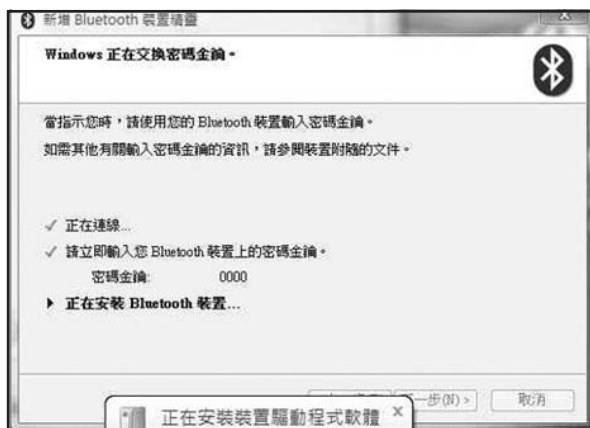 新增 Bluetooth 裝置精靈
Windows 正在交換密碼金鑰。
當指示您時，請使用您的 Bluetooth 裝置輸入密碼金鑰。
如需其他有關輸入密碼金鑰的資訊，請參閱裝置附隨的文件。
✓ 正在連線...
✓ 請立即輸入您 Bluetooth 裝置上的密碼金鑰。
密碼金鑰: 0000
▶ 正在安裝 Bluetooth 裝置...
一步(N) > 取消
正在安裝裝置驅動程式軟體 x